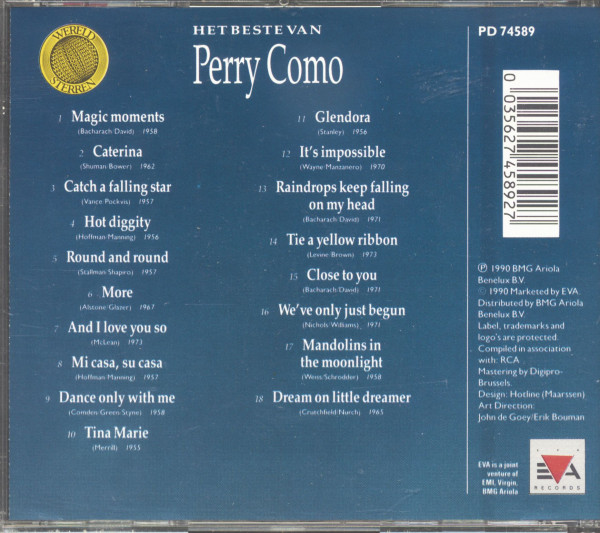 WERELD
STERREN
HET BESTE VAN
Perry Como
1 Magic moments
(Bacharach David) 1958
2 Caterina
(Shuman/Bower) 1962
3 Catch a falling star
(Vance/Pockvis) 1957
4 Hot diggity
(Hoffman/Manning) 1956
5 Round and round
(Stallman/Shapiro) 1957
6 More
(Alstone/Glazer) 1967
7 And I love you so
(McLean) 1973
8 Mi casa, su casa
(Hoffman/Manning) 1957
9 Dance only with me
(Comden/Green/Styne) 1958
10 Tina Marie
(Merrill) 1955
11 Glendora
(Stanley) 1956
12 It's impossible
(Wayne/Manzanero) 1970
13 Raindrops keep falling
on my head
(Bacharach/David) 1971
14 Tie a yellow ribbon
(Levine/Brown) 1973
15 Close to you
(Bacharach/David) 1971
16 We've only just begun
(Nichols/Williams) 1971
17 Mandolins in
the moonlight
(Weiss/Schrodder) 1958
18 Dream on little dreamer
(Crutchfield/Nurch) 1965
PD 74589
0 035627 458927
℗ 1990 BMG Ariola
Benelux B.V.
© 1990 Marketed by EVA.
Distributed by BMG Ariola
Benelux B.V.
Label, trademarks and
logo's are protected.
Compiled in association
with: RCA
Mastering by Digipro-
Brussels.
Design: Hotline (Maarssen)
Art Direction:
John de Goey/Erik Bouman
EVA is a joint
venture of
EMI, Virgin,
BMG Ariola
EVA
RECORDS